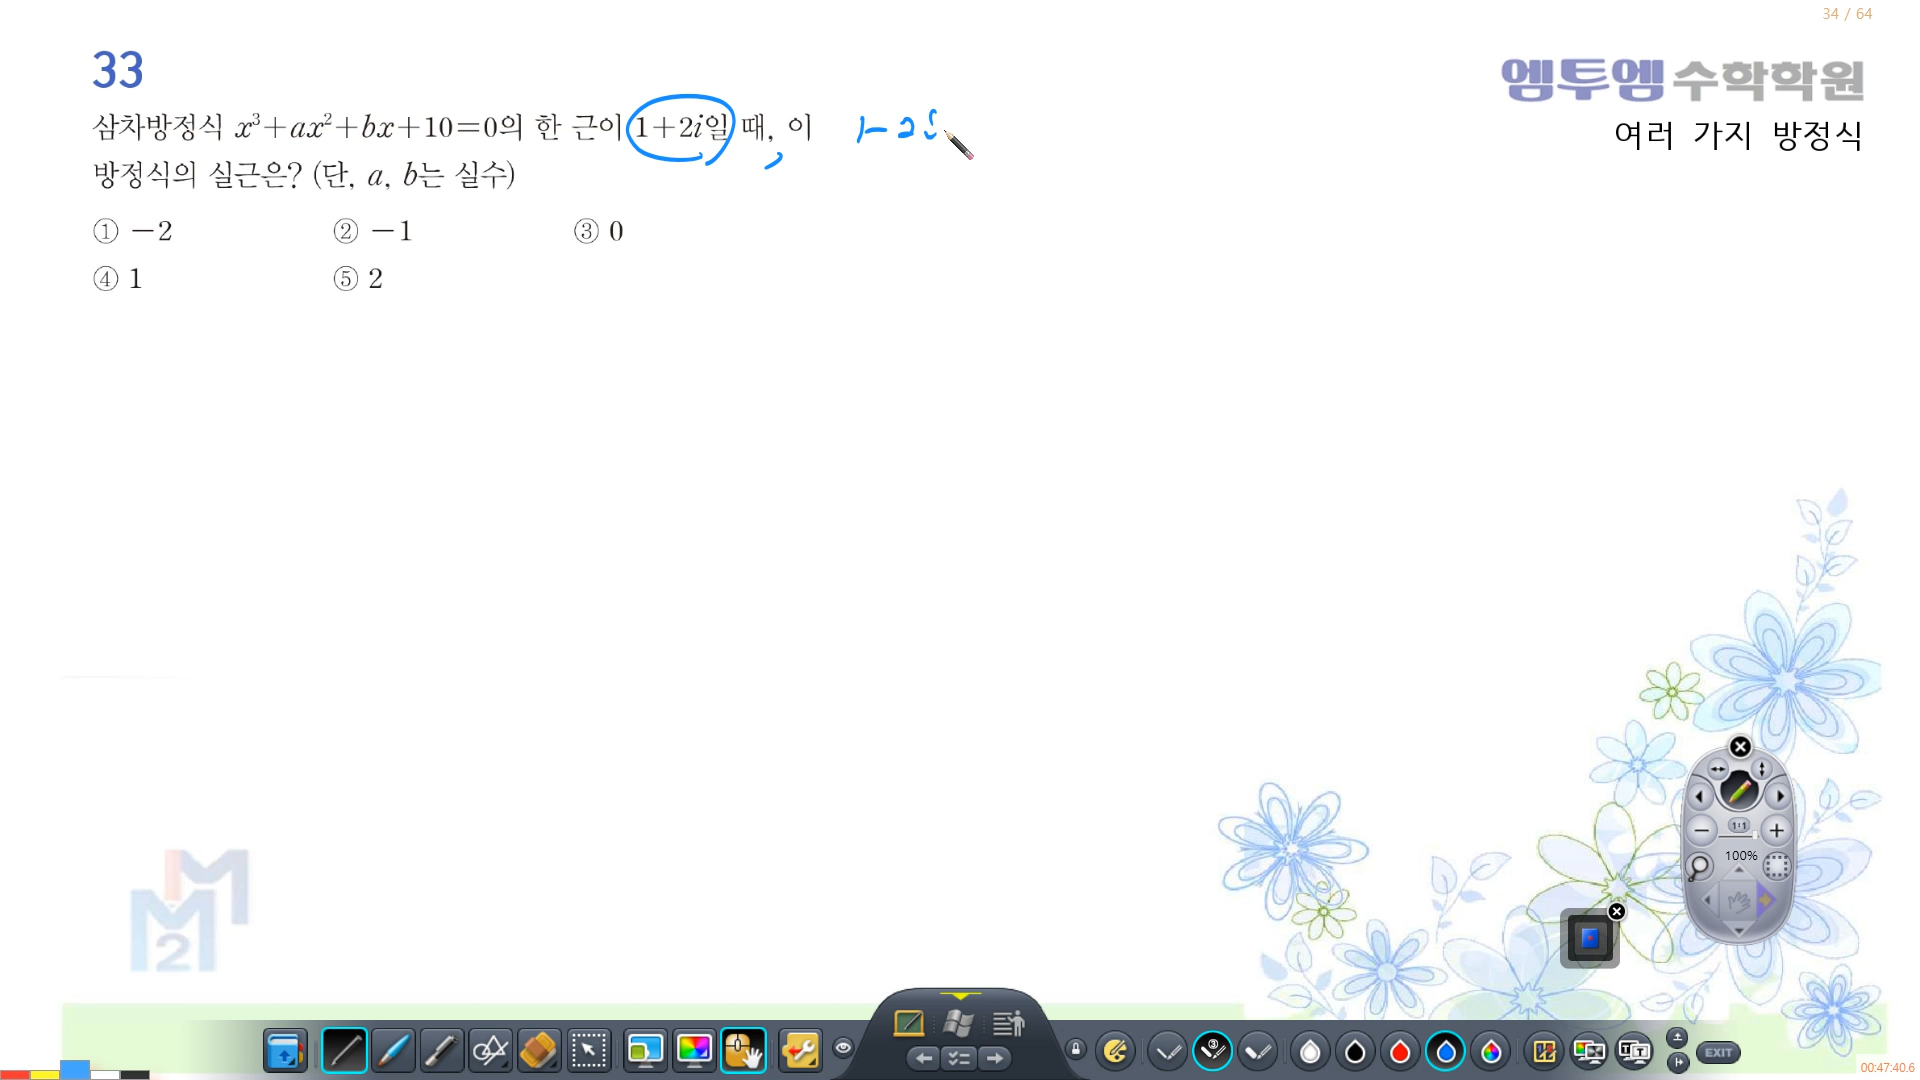 34 / 64
33
엠투엠수학학원
여러 가지 방정식
삼차방정식 x³+ax²+bx+10=0의 한 근이 1+2i일 때, 이 1-2i
방정식의 실근은? (단, a, b는 실수)
① -2 ② -1 ③ 0
④ 1 ⑤ 2
1:1
100%
EXIT
00:47:40.6